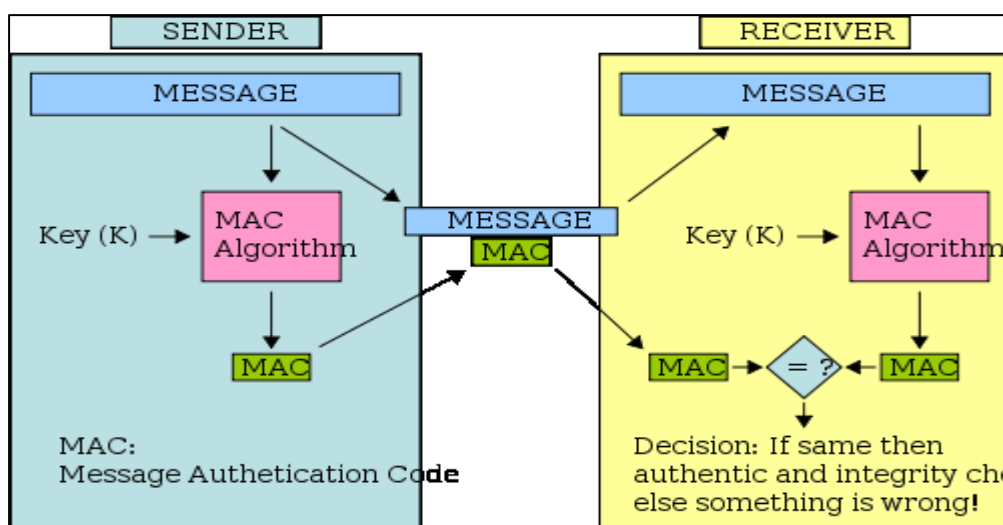 SENDER
RECEIVER
MESSAGE
MESSAGE
Key (K)
MAC
Algorithm
MESSAGE
MAC
Key (K)
MAC
Algorithm
MAC
MAC
= ?
MAC
MAC:
Message Authetication Code
Decision: If same then
authentic and integrity
else something is wrong!